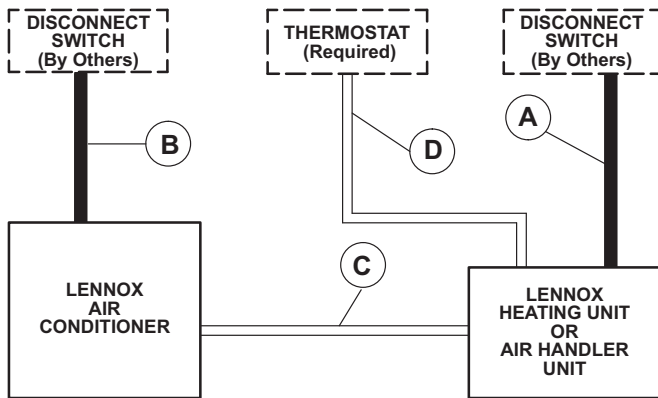 DISCONNECT
SWITCH
(By Others)
THERMOSTAT
(Required)
DISCONNECT
SWITCH
(By Others)
B
D
A
C
LENNOX
AIR
CONDITIONER
LENNOX
HEATING UNIT
OR
AIR HANDLER
UNIT